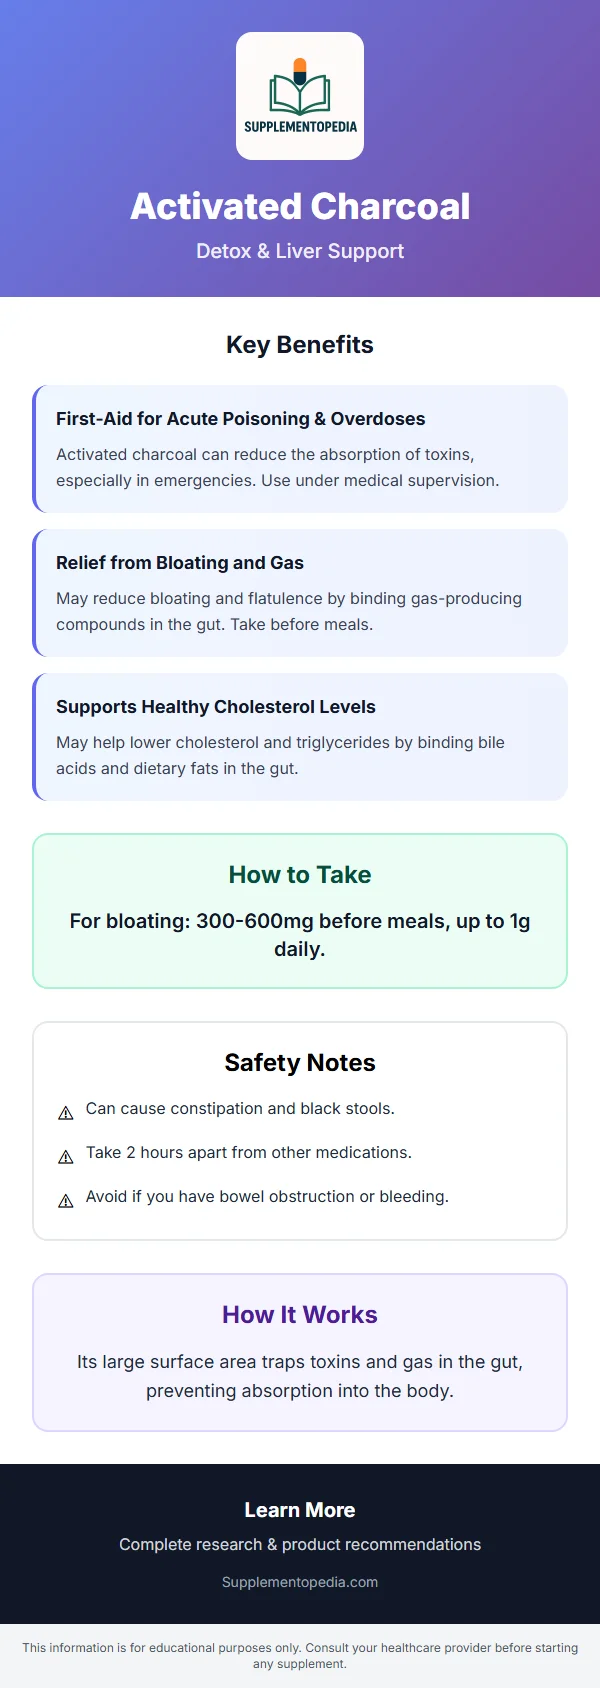 SUPPLEMENTOPEDIA
Activated Charcoal
Detox & Liver Support
Key Benefits
First-Aid for Acute Poisoning & Overdoses
Activated charcoal can reduce the absorption of toxins,
especially in emergencies. Use under medical supervision.
Relief from Bloating and Gas
May reduce bloating and flatulence by binding gas-producing
compounds in the gut. Take before meals.
Supports Healthy Cholesterol Levels
May help lower cholesterol and triglycerides by binding bile
acids and dietary fats in the gut.
How to Take
For bloating: 300-600mg before meals, up to 1g
daily.
Safety Notes
⚠ Can cause constipation and black stools.
⚠ Take 2 hours apart from other medications.
⚠ Avoid if you have bowel obstruction or bleeding.
How It Works
Its large surface area traps toxins and gas in the gut,
preventing absorption into the body.
Learn More
Complete research & product recommendations
Supplementopedia.com
This information is for educational purposes only. Consult your healthcare provider before starting
any supplement.